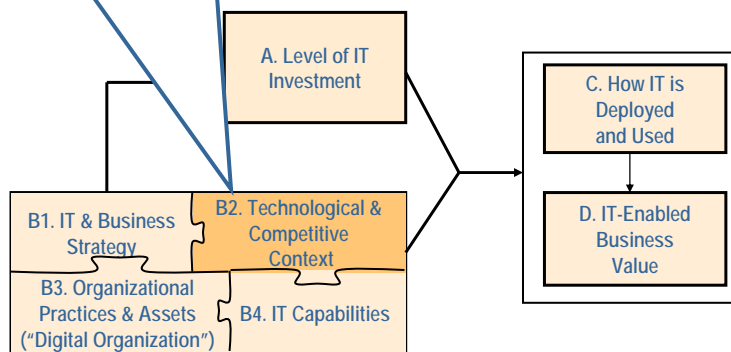 A. Level of IT
Investment
C. How IT is
Deployed
and Used
B1. IT & Business
Strategy
B2. Technological &
Competitive
Context
D. IT-Enabled
Business
Value
B3. Organizational
Practices & Assets
(“Digital Organization”)
B4. IT Capabilities